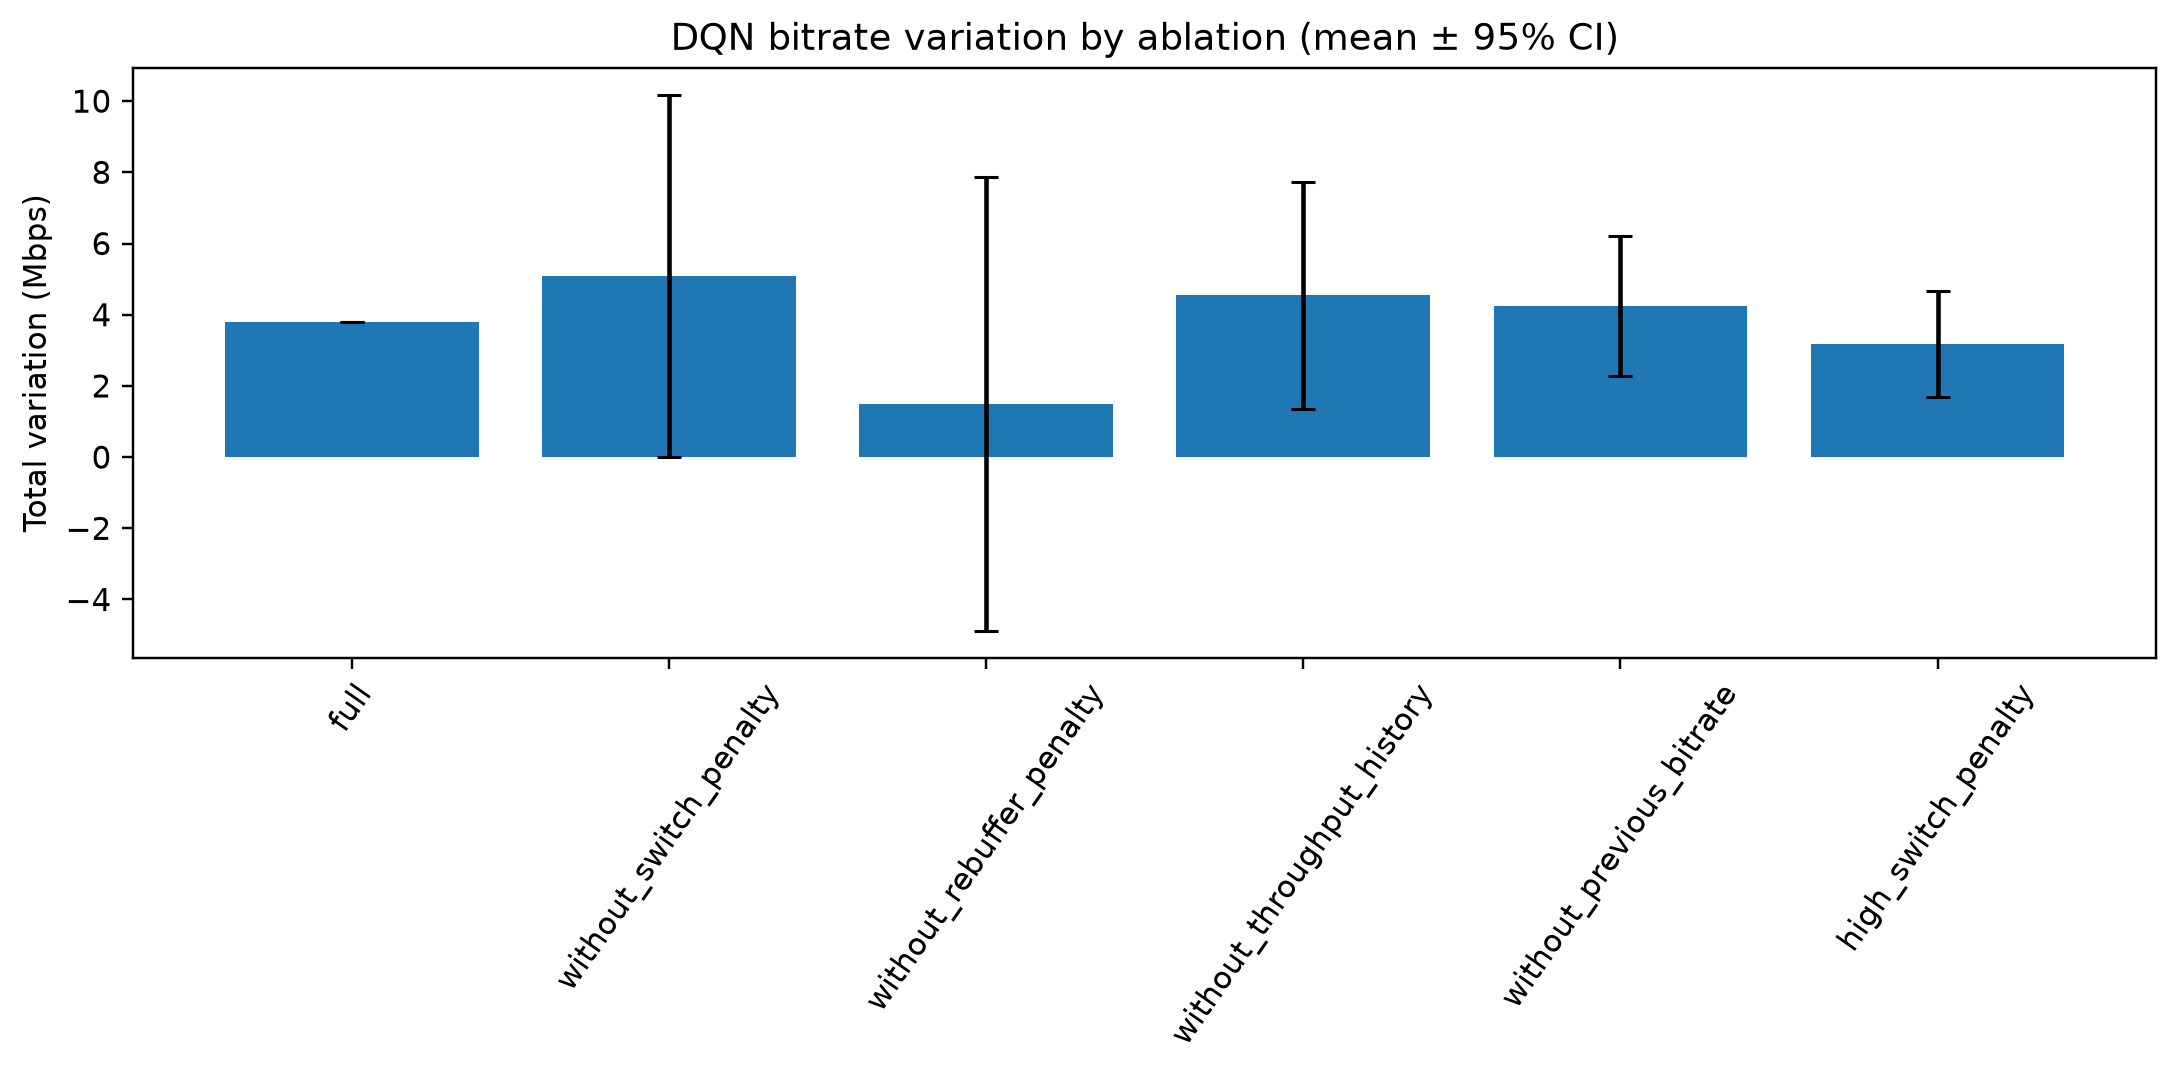 DQN bitrate variation by ablation (mean ± 95% CI)
Total variation (Mbps)
10
8
6
4
2
0
−2
−4
full
without_switch_penalty
without_rebuffer_penalty
without_throughput_history
without_previous_bitrate
high_switch_penalty